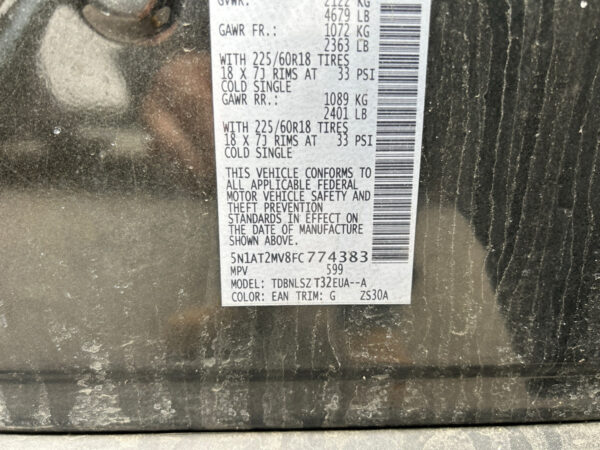 GVWR: 2122 KG
4679 LB
GAWR FR.: 1072 KG
2363 LB
WITH 225/60R18 TIRES
18 X 7J RIMS AT 33 PSI
COLD SINGLE
GAWR RR.: 1089 KG
2401 LB
WITH 225/60R18 TIRES
18 X 7J RIMS AT 33 PSI
COLD SINGLE
THIS VEHICLE CONFORMS TO
ALL APPLICABLE FEDERAL
MOTOR VEHICLE SAFETY AND
THEFT PREVENTION
STANDARDS IN EFFECT ON
THE DATE OF MANUFACTURE
SHOWN ABOVE.
5N1AT2MV8FC774383
MPV 599
MODEL: TDBNLSZ T32EUA--A
COLOR: EAN TRIM: G ZS30A